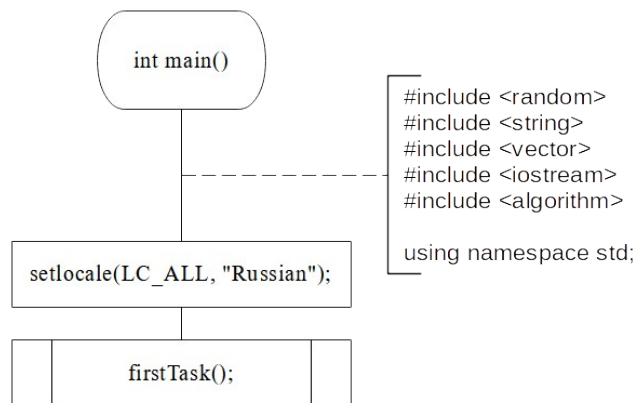 int main()
#include <random>
#include <string>
#include <vector>
#include <iostream>
#include <algorithm>
using namespace std;
setlocale(LC_ALL, "Russian");
firstTask();